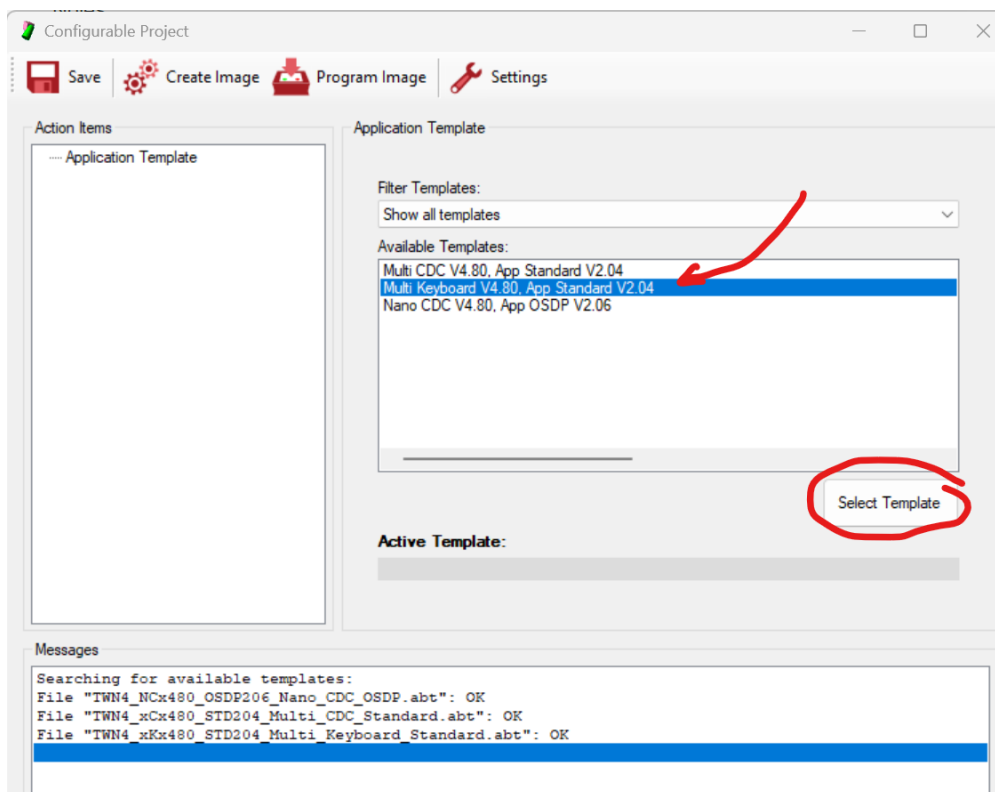 Configurable Project
Save Create Image Program Image Settings
Action Items
Application Template
Application Template
Filter Templates:
Show all templates
Available Templates:
Multi CDC V4.80, App Standard V2.04
Multi Keyboard V4.80, App Standard V2.04
Nano CDC V4.80, App OSDP V2.06
Select Template
Active Template:
Messages
Searching for available templates:
File "TWN4_NCx480_OSDP206_Nano_CDC_OSDP.abt": OK
File "TWN4_xCx480_STD204_Multi_CDC_Standard.abt": OK
File "TWN4_xKx480_STD204_Multi_Keyboard_Standard.abt": OK